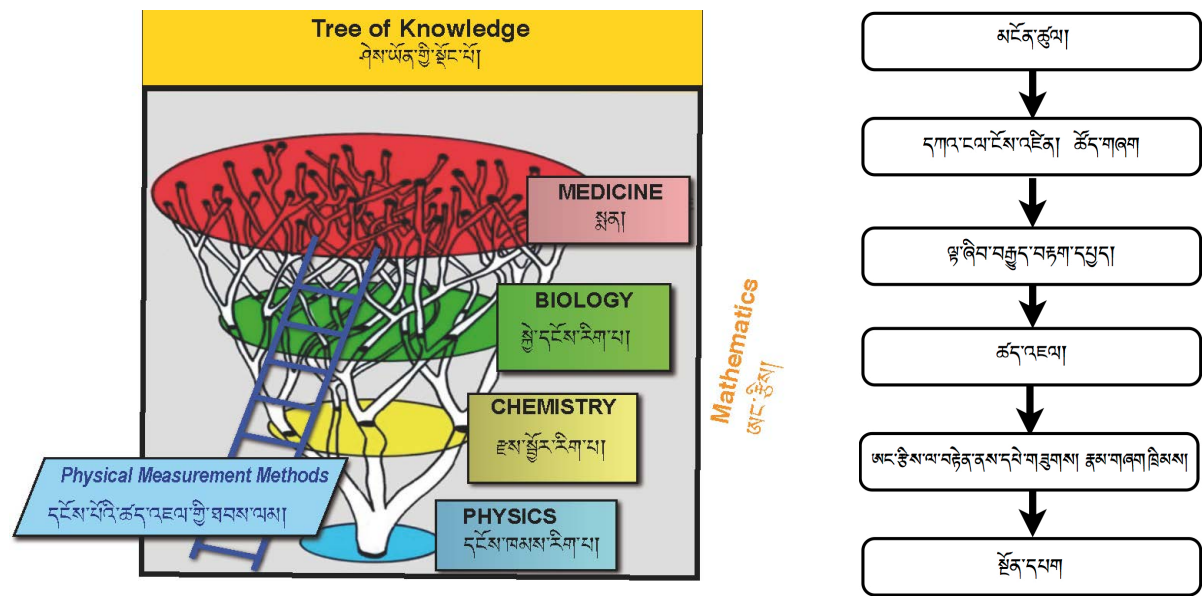 Tree of Knowledge
ཤེས་ཡོན་གྱི་སྡོང་པོ།
MEDICINE
སྨན།
BIOLOGY
སྐྱེ་དངོས་རིག་པ།
CHEMISTRY
རྫས་སྦྱོར་རིག་པ།
Physical Measurement Methods
དངོས་པོའི་ཚད་འཇལ་གྱི་ཐབས་ལམ།
PHYSICS
དངོས་ཁམས་རིག་པ།
Mathematics
ཨང་རྩིས།
མངོན་ཚུལ།
དཀའ་ངལ་ངོས་འཛིན། ཚོད་གཞག
ལྟ་ཞིབ་བརྒྱུད་བརྟག་དཔྱད།
ཚད་འཇལ།
ཨང་རྩིས་ལ་བརྟེན་ནས་དཔེ་གཟུགས། རྣམ་གཞག་ཁྲིམས།
སྔོན་དཔག